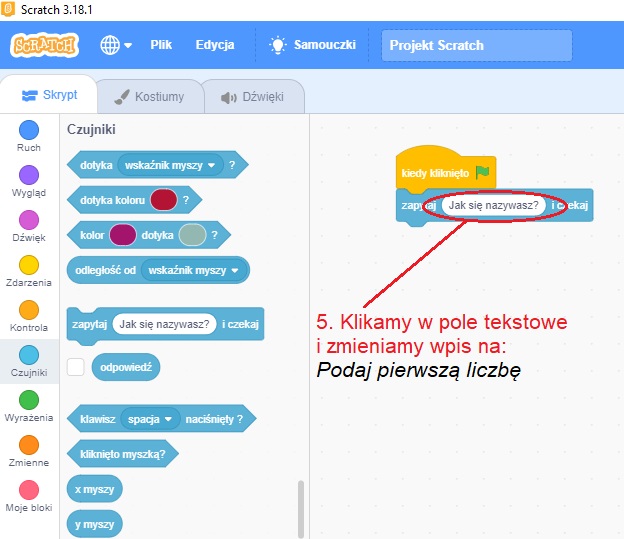 Scratch 3.18.1
SCRATCH Plik Edycja Samouczki Projekt Scratch
Skrypt Kostiumy Dźwięki
Ruch
Wygląd
Dźwięk
Zdarzenia
Kontrola
Czujniki
Wyrażenia
Zmienne
Moje bloki
Czujniki
dotyka wskaźnik myszy ?
dotyka koloru ?
kolor dotyka ?
odległość od wskaźnik myszy
zapytaj Jak się nazywasz? i czekaj
odpowiedź
klawisz spacja naciśnięty ?
kliknięto myszką?
x myszy
y myszy
kiedy kliknięto
zapytaj Jak się nazywasz? i czekaj
5. Klikamy w pole tekstowe
i zmieniamy wpis na:
Podaj pierwszą liczbę